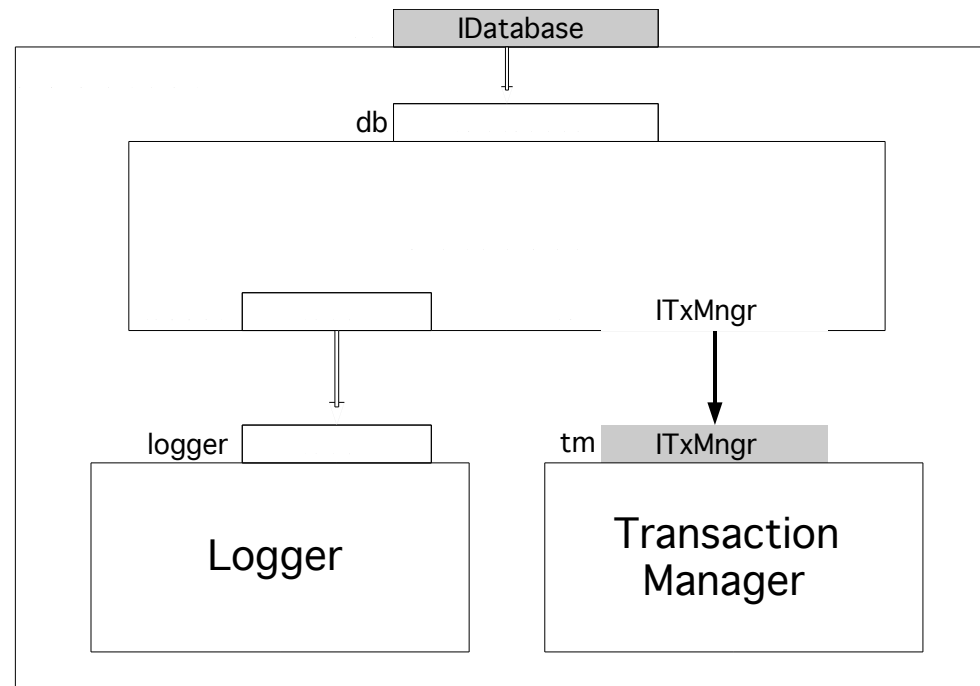 IDatabase
db
ITxMngr
logger
tm
ITxMngr
Logger
Transaction
Manager